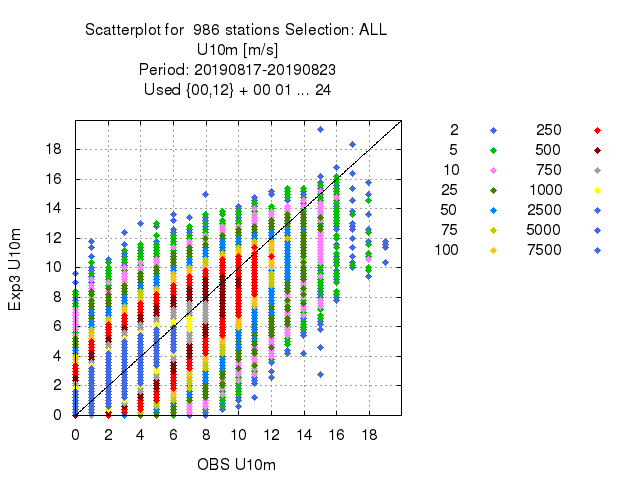 Scatterplot for 986 stations Selection: ALL
U10m [m/s]
Period: 20190817-20190823
Used {00,12} + 00 01 ... 24
Exp3 U10m
18
16
14
12
10
8
6
4
2
0
0 2 4 6 8 10 12 14 16 18
OBS U10m
2 250
5 500
10 750
25 1000
50 2500
75 5000
100 7500